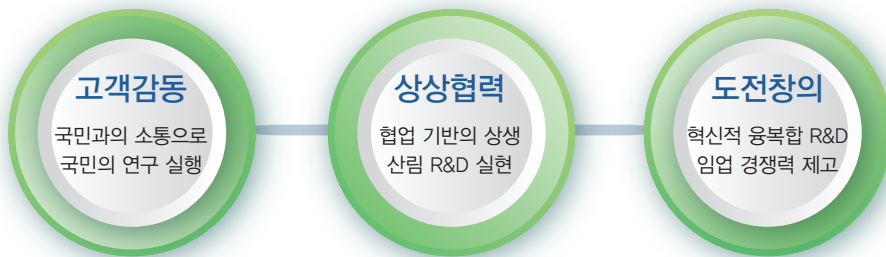 고객감동
국민과의 소통으로
국민의 연구 실행
상상협력
협업 기반의 상생
산림 R&D 실현
도전창의
혁신적 융복합 R&D
임업 경쟁력 제고